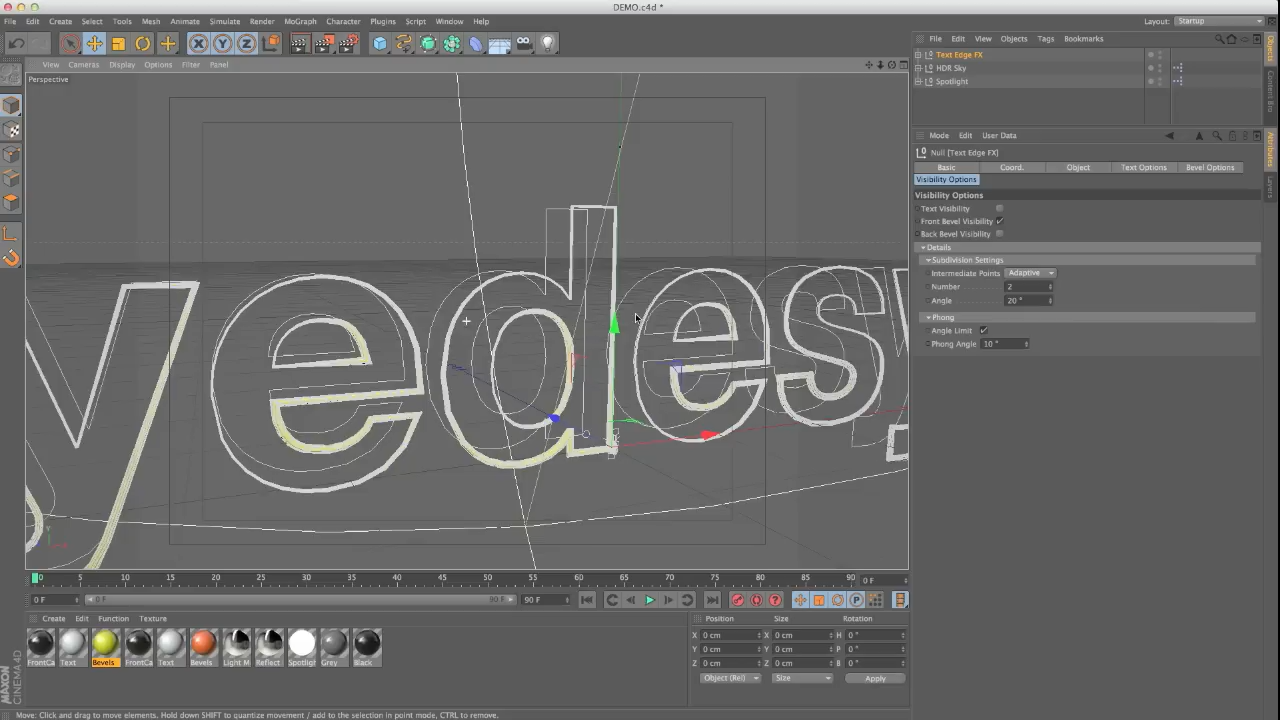 DEMO.c4d *
File Edit Create Select Tools Mesh Animate Simulate Render MoGraph Character Plugins Script Window Help
Layout: Startup
X Y Z
View Cameras Display Options Filter Panel
Perspective
yedes
File Edit View Objects Tags Bookmarks
Text Edge FX
HDR Sky
Spotlight
Objects
Content Bro
Mode Edit User Data
Null [Text Edge FX]
Basic Coord. Object Text Options Bevel Options
Visibility Options
Visibility Options
Text Visibility
Front Bevel Visibility
Back Bevel Visibility
Details
Subdivision Settings
Intermediate Points Adaptive
Number 2
Angle 20 °
Phong
Angle Limit
Phong Angle 10 °
Attributes
Layers
0 5 10 15 20 25 30 35 40 45 50 55 60 65 70 75 80 85 90 0 F
0 F 0 F 90 F 90 F
Create Edit Function Texture
FrontCa Text Bevels FrontCa Text Bevels Light M Reflect Spotligh Grey Black
Position Size Rotation
X 0 cm X 0 cm H 0 °
Y 0 cm Y 0 cm P 0 °
Z 0 cm Z 0 cm B 0 °
Object (Rel) Size Apply
MAXON
CINEMA 4D
Move: Click and drag to move elements. Hold down SHIFT to quantize movement / add to the selection in point mode, CTRL to remove.